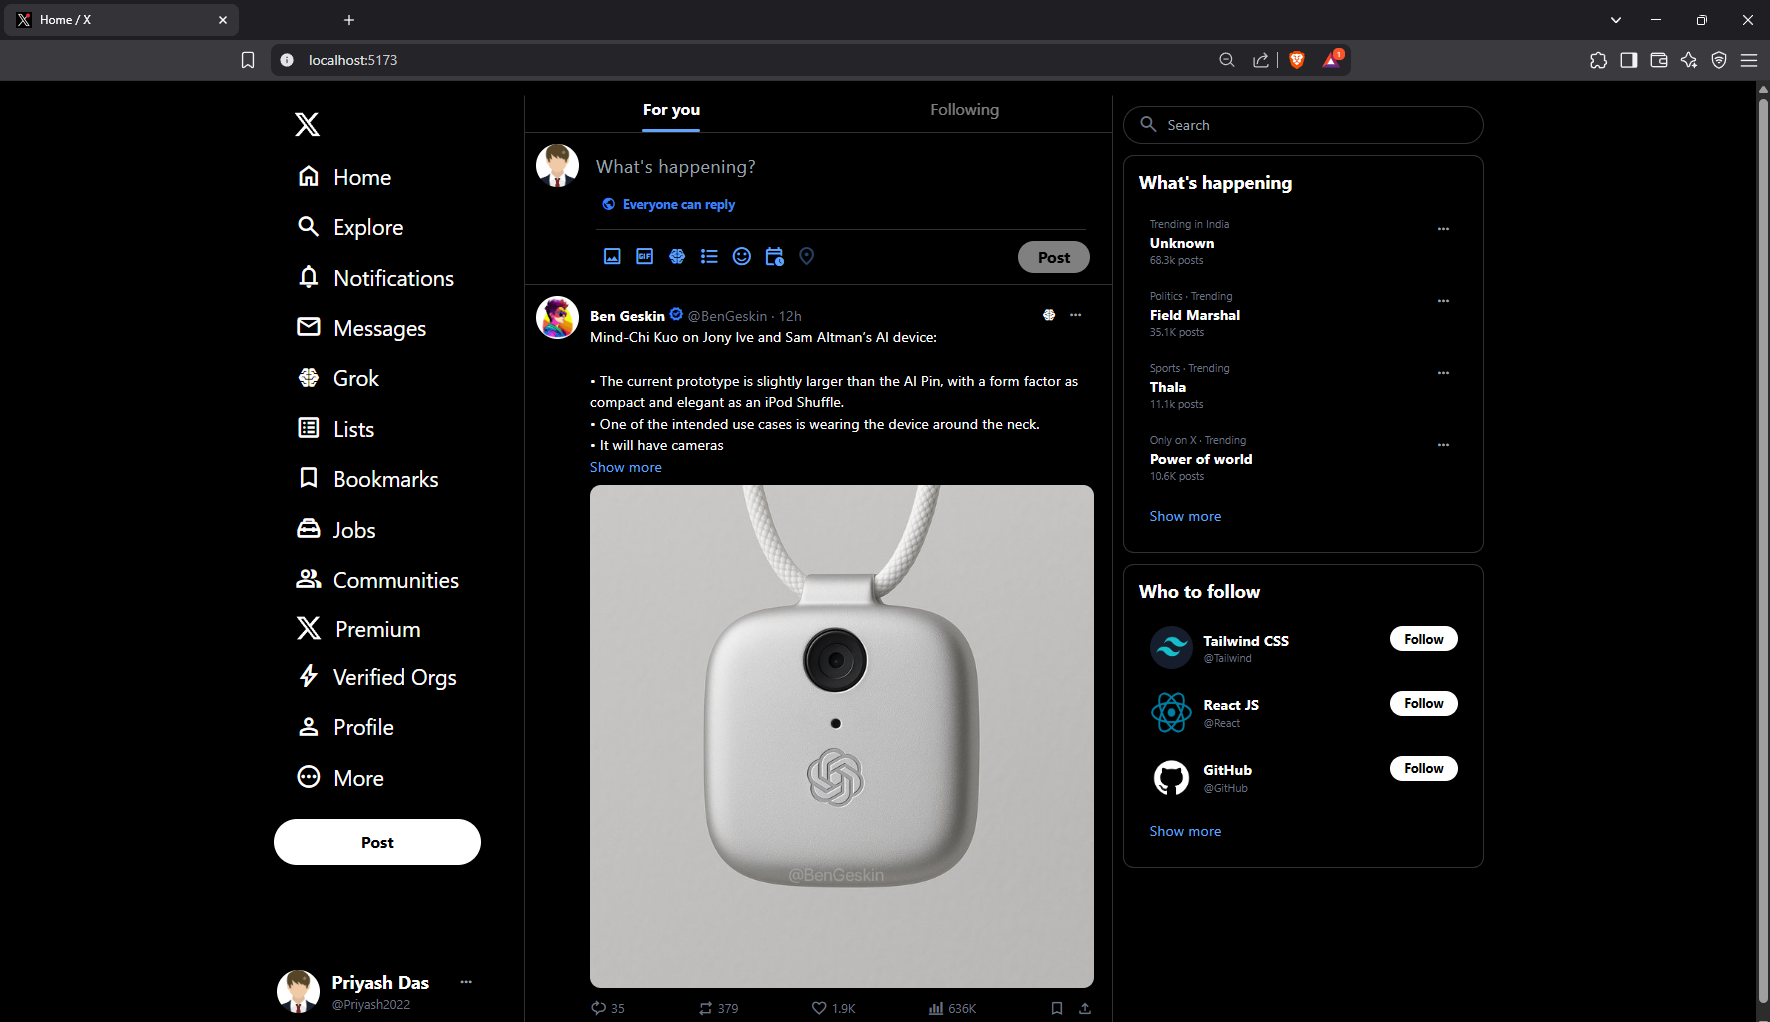 Home / X
localhost:5173
1
Home
Explore
Notifications
Messages
Grok
Lists
Bookmarks
Jobs
Communities
Premium
Verified Orgs
Profile
More
Post
Priyash Das
@Priyash2022
For you
Following
What's happening?
Everyone can reply
GIF
Post
Ben Geskin @BenGeskin · 12h
Mind-Chi Kuo on Jony Ive and Sam Altman's AI device:
• The current prototype is slightly larger than the AI Pin, with a form factor as
compact and elegant as an iPod Shuffle.
• One of the intended use cases is wearing the device around the neck.
• It will have cameras
Show more
@BenGeskin
35
379
1.9K
636K
Search
What's happening
Trending in India
Unknown
68.3k posts
Politics · Trending
Field Marshal
35.1K posts
Sports · Trending
Thala
11.1k posts
Only on X · Trending
Power of world
10.6K posts
Show more
Who to follow
Tailwind CSS
@Tailwind
Follow
React JS
@React
Follow
GitHub
@GitHub
Follow
Show more